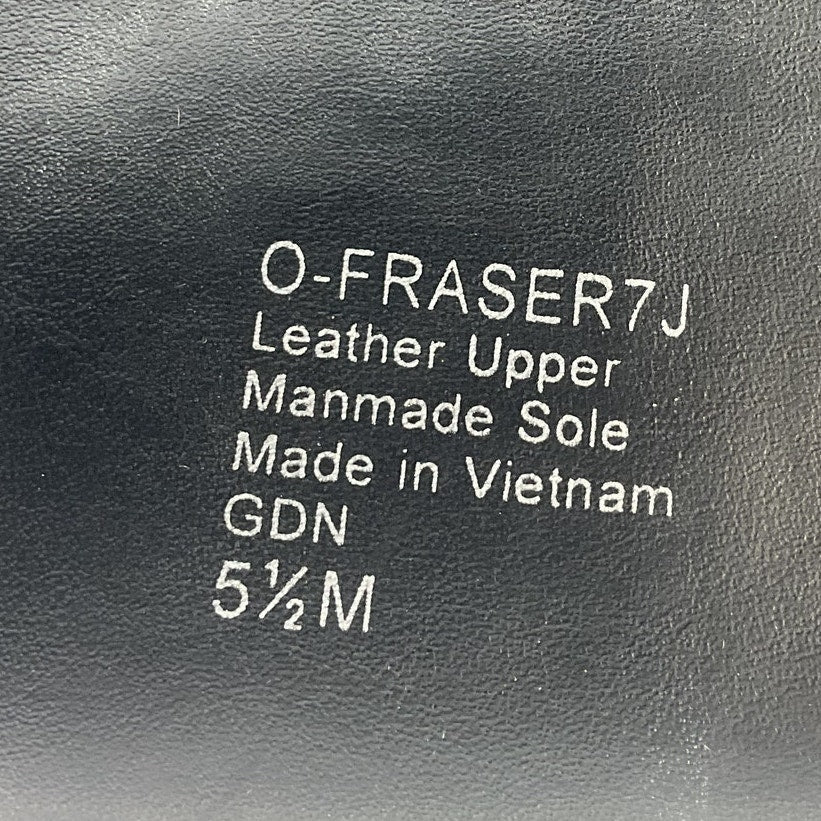 O-FRASER7J
Leather Upper
Manmade Sole
Made in Vietnam
GDN
5½M